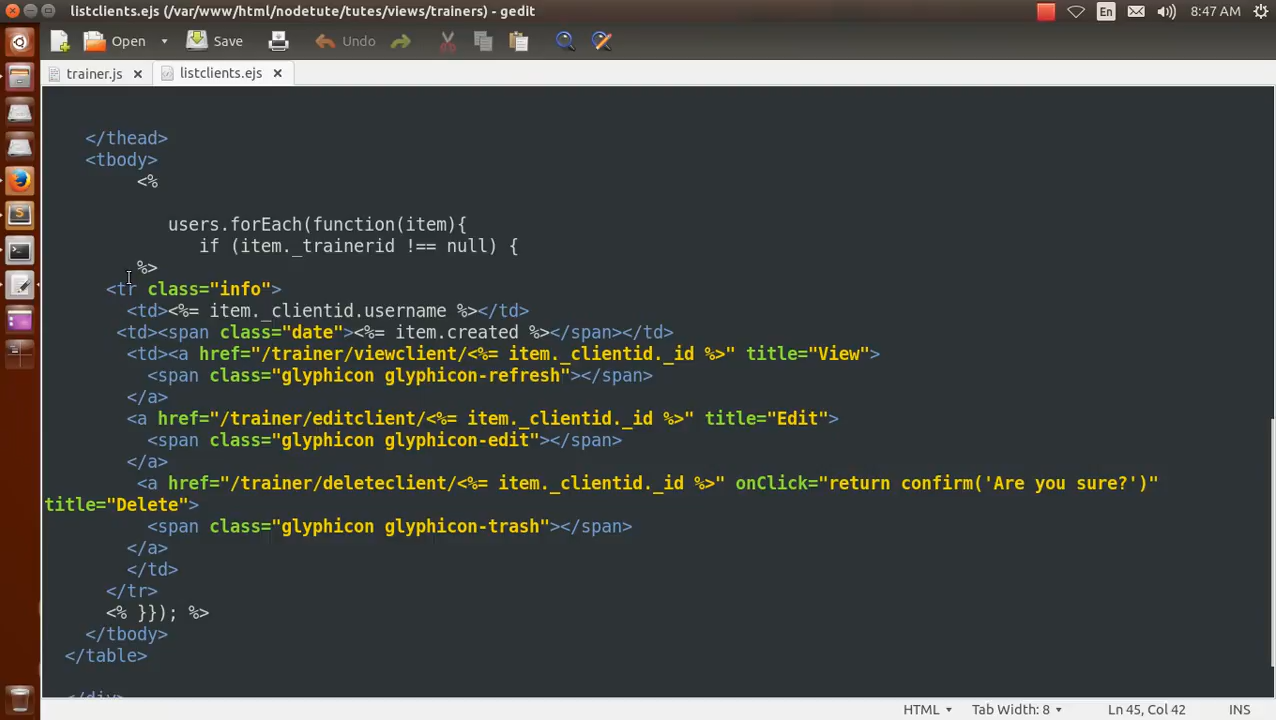 listclients.ejs (/var/www/html/nodetute/tutes/views/trainers) - gedit
En
8:47 AM
Open
Save
Undo
trainer.js
listclients.ejs
</thead>
<tbody>
<%
users.forEach(function(item){
if (item._trainerid !== null) {
%>
<tr class="info">
<td><%= item._clientid.username %></td>
<td><span class="date"><%= item.created %></span></td>
<td><a href="/trainer/viewclient/<%= item._clientid._id %>" title="View">
<span class="glyphicon glyphicon-refresh"></span>
</a>
<a href="/trainer/editclient/<%= item._clientid._id %>" title="Edit">
<span class="glyphicon glyphicon-edit"></span>
</a>
<a href="/trainer/deleteclient/<%= item._clientid._id %>" onClick="return confirm('Are you sure?')"
title="Delete">
<span class="glyphicon glyphicon-trash"></span>
</a>
</td>
</tr>
<% }}); %>
</tbody>
</table>
</div>
HTML
Tab Width: 8
Ln 45, Col 42
INS